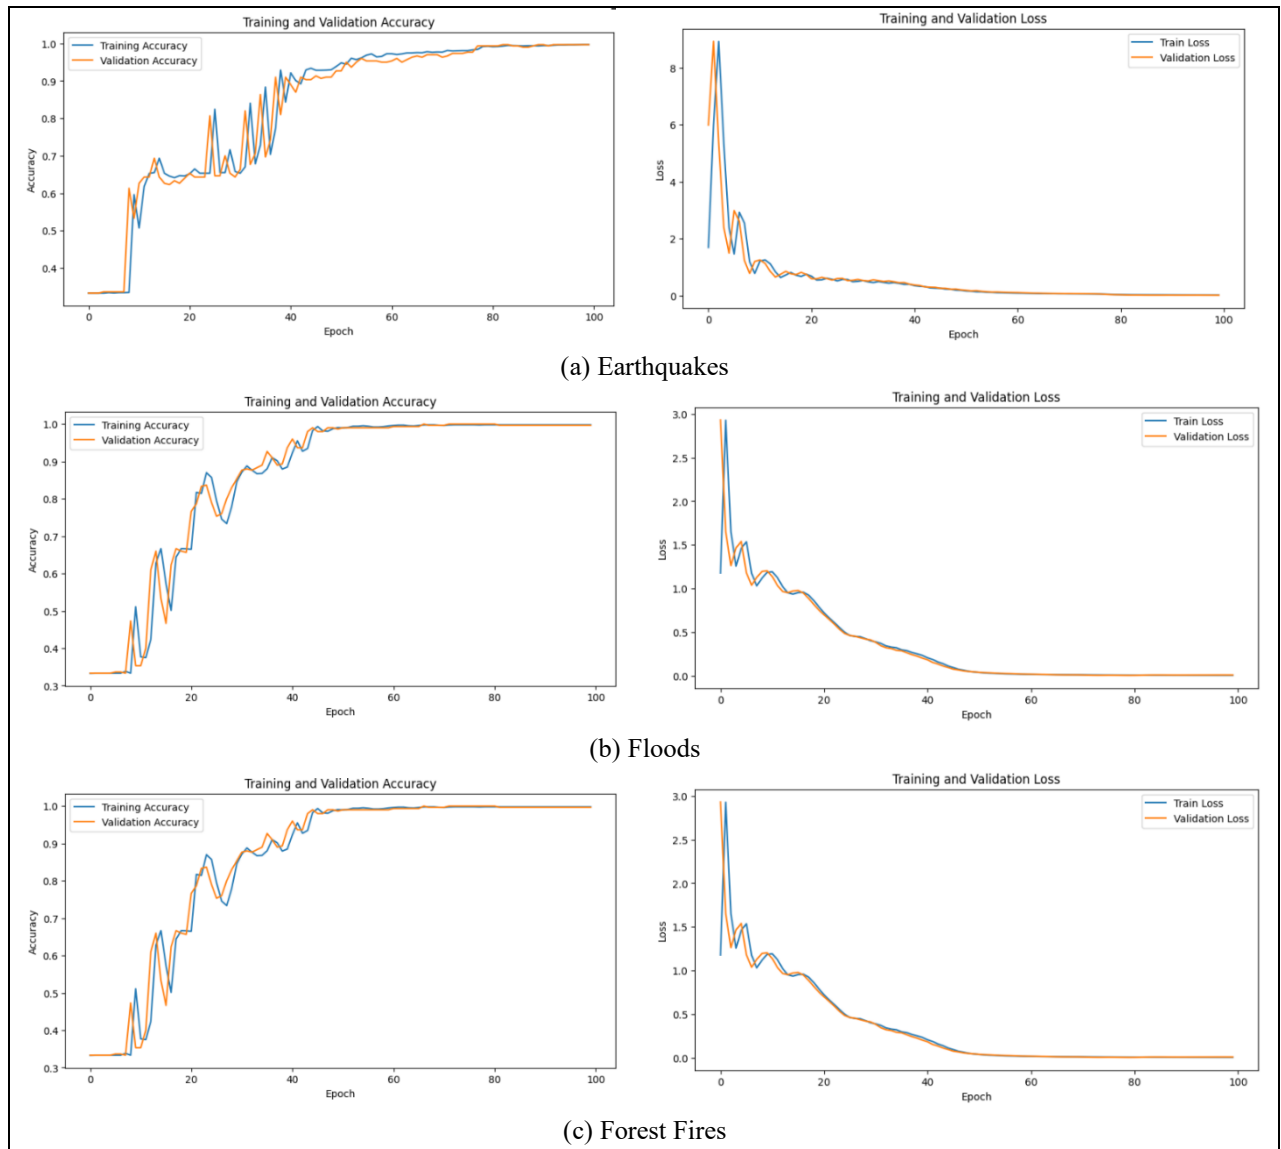 Training and Validation Accuracy
Training Accuracy
Validation Accuracy
1.0
0.9
0.8
0.7
0.6
0.5
0.4
Accuracy
0
20
40
60
80
100
Epoch
Training and Validation Loss
Train Loss
Validation Loss
8
6
4
2
0
Loss
0
20
40
60
80
100
Epoch
(a) Earthquakes
Training and Validation Accuracy
Training Accuracy
Validation Accuracy
1.0
0.9
0.8
0.7
0.6
0.5
0.4
0.3
Accuracy
0
20
40
60
80
100
Epoch
Training and Validation Loss
Train Loss
Validation Loss
3.0
2.5
2.0
1.5
1.0
0.5
0.0
Loss
0
20
40
60
80
100
Epoch
(b) Floods
Training and Validation Accuracy
Training Accuracy
Validation Accuracy
1.0
0.9
0.8
0.7
0.6
0.5
0.4
0.3
Accuracy
0
20
40
60
80
100
Epoch
Training and Validation Loss
Train Loss
Validation Loss
3.0
2.5
2.0
1.5
1.0
0.5
0.0
Loss
0
20
40
60
80
100
Epoch
(c) Forest Fires